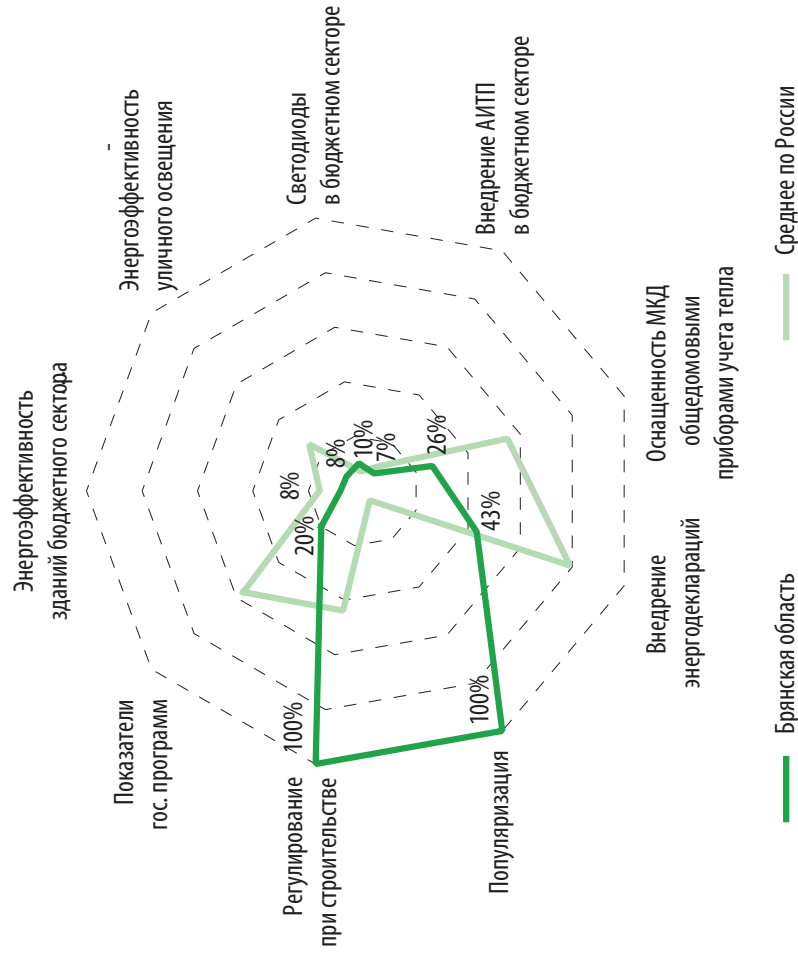 Энергоэффективность
зданий бюджетного сектора
Энергоэффективность -
уличного освещения
Светодиоды
в бюджетном секторе
Внедрение АИТП
в бюджетном секторе
Оснащенность МКД
общедомовыми
приборами учета тепла
Внедрение
энергодеклараций
Популяризация
Регулирование
при строительстве
Показатели
гос. программ
8%
8%
10%
7%
26%
43%
100%
100%
20%
Брянская область
Среднее по России